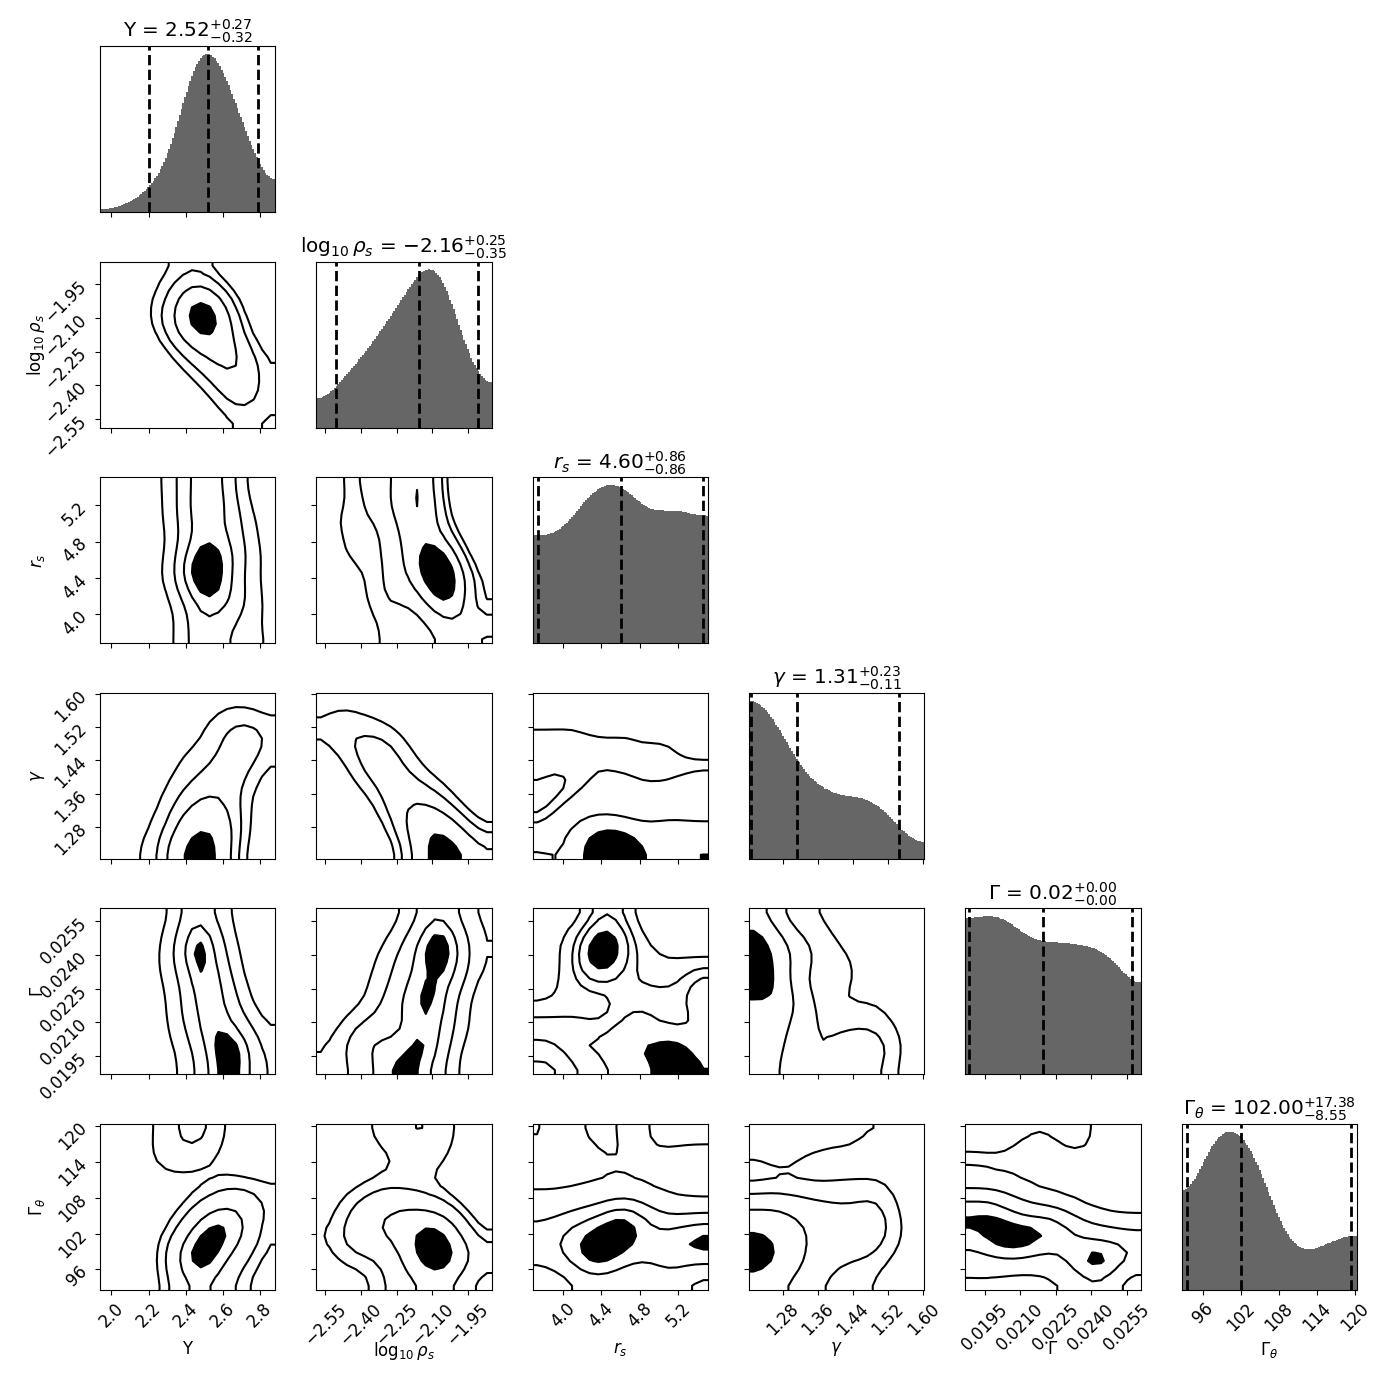 Y = 2.52^{+0.27}_{-0.32}
log₁₀ ρₛ = −2.16^{+0.25}_{-0.35}
−1.95
−2.10
−2.25
−2.40
−2.55
log₁₀ ρₛ
rₛ = 4.60^{+0.86}_{-0.86}
5.2
4.8
4.4
4.0
rₛ
γ = 1.31^{+0.23}_{-0.11}
1.60
1.52
1.44
1.36
1.28
γ
Γ = 0.02^{+0.00}_{-0.00}
0.0255
0.0240
0.0225
0.0210
0.0195
Γ
Γ_θ = 102.00^{+17.38}_{-8.55}
120
114
108
102
96
Γ_θ
2.0 2.2 2.4 2.6 2.8
−2.55 −2.40 −2.25 −2.10 −1.95
4.0 4.4 4.8 5.2
1.28 1.36 1.44 1.52 1.60
0.0195 0.0210 0.0225 0.0240 0.0255
96 102 108 114 120
Y log₁₀ ρₛ rₛ γ Γ Γ_θ